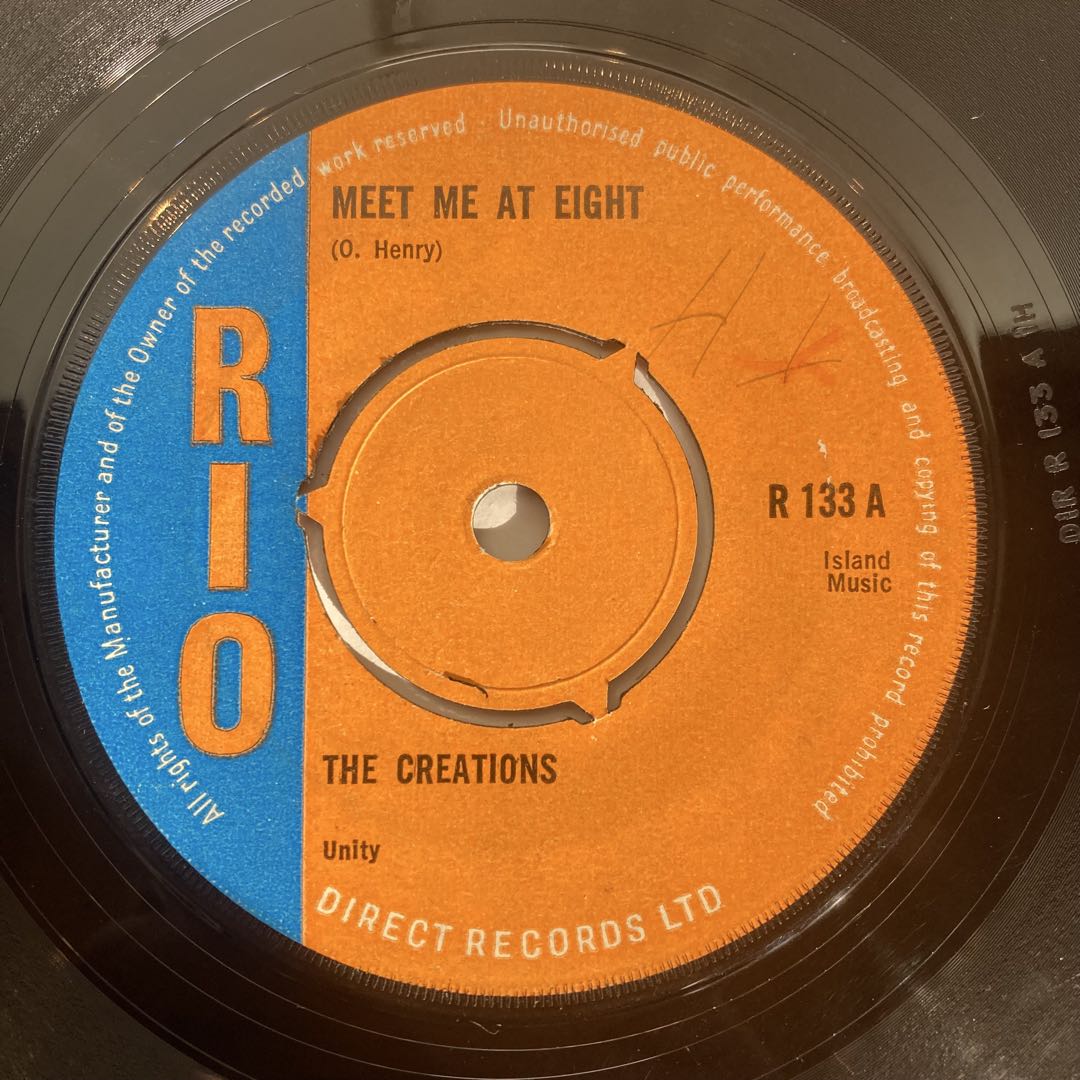 All rights of the Manufacturer and of the Owner of the recorded work reserved · Unauthorised public performance broadcasting and copying of this record prohibited
MEET ME AT EIGHT
(O. Henry)
RIO
R 133 A
Island
Music
THE CREATIONS
Unity
DIRECT RECORDS LTD
DIR R 133 A